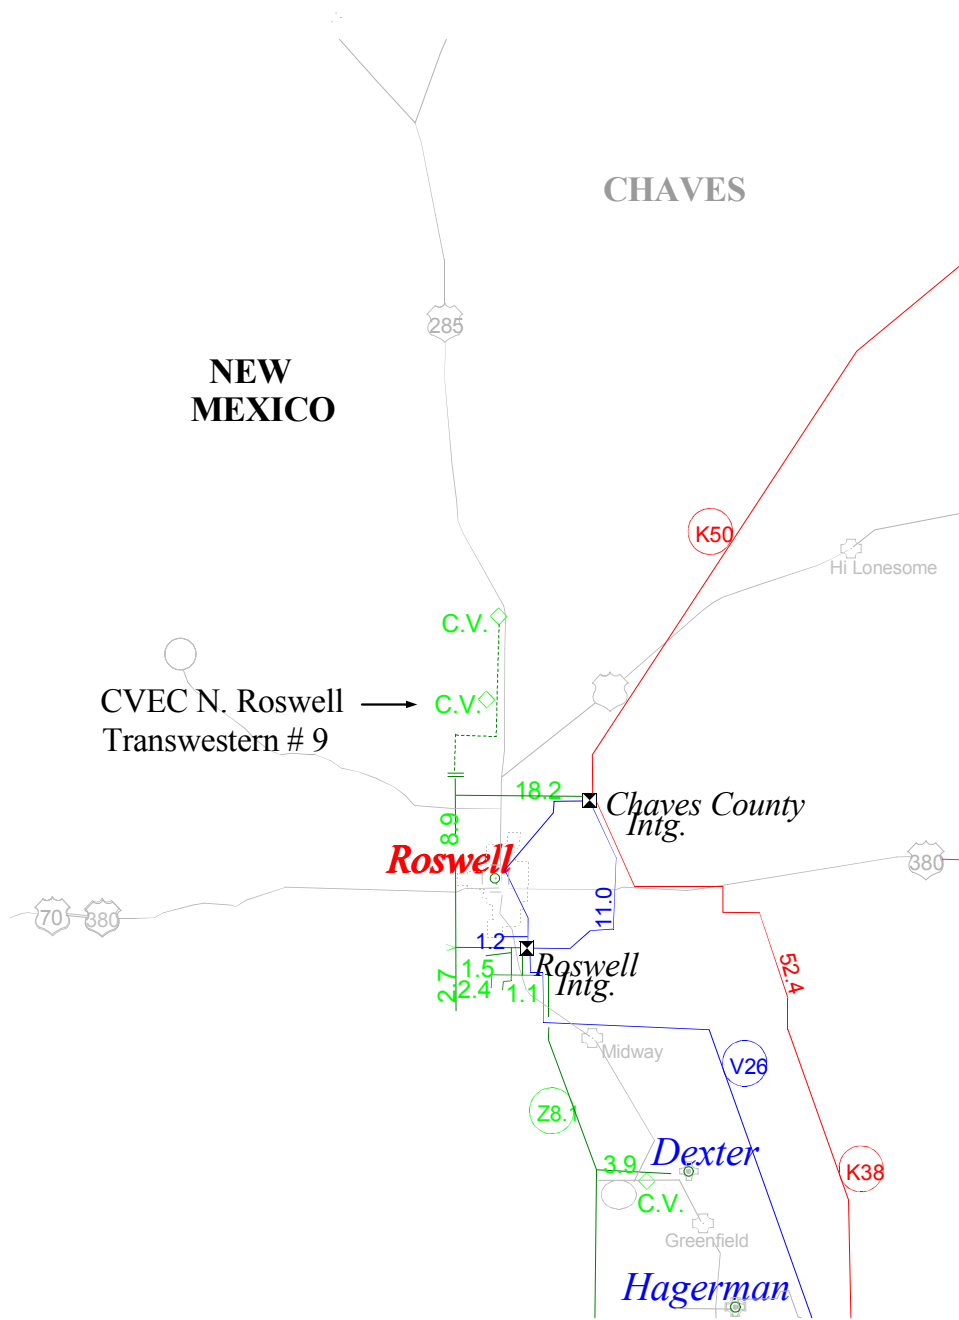 CHAVES
285
NEW
MEXICO
K50
Hi Lonesome
C.V.
CVEC N. Roswell
C.V.
Transwestern # 9
18.2
Chaves County
Intg.
8.9
Roswell
380
11.0
70
380
1.2
Roswell
Intg.
1.5
2.7
2.4
1.1
52.4
Midway
V26
Z8.1
Dexter
3.9
K38
C.V.
Greenfield
Hagerman